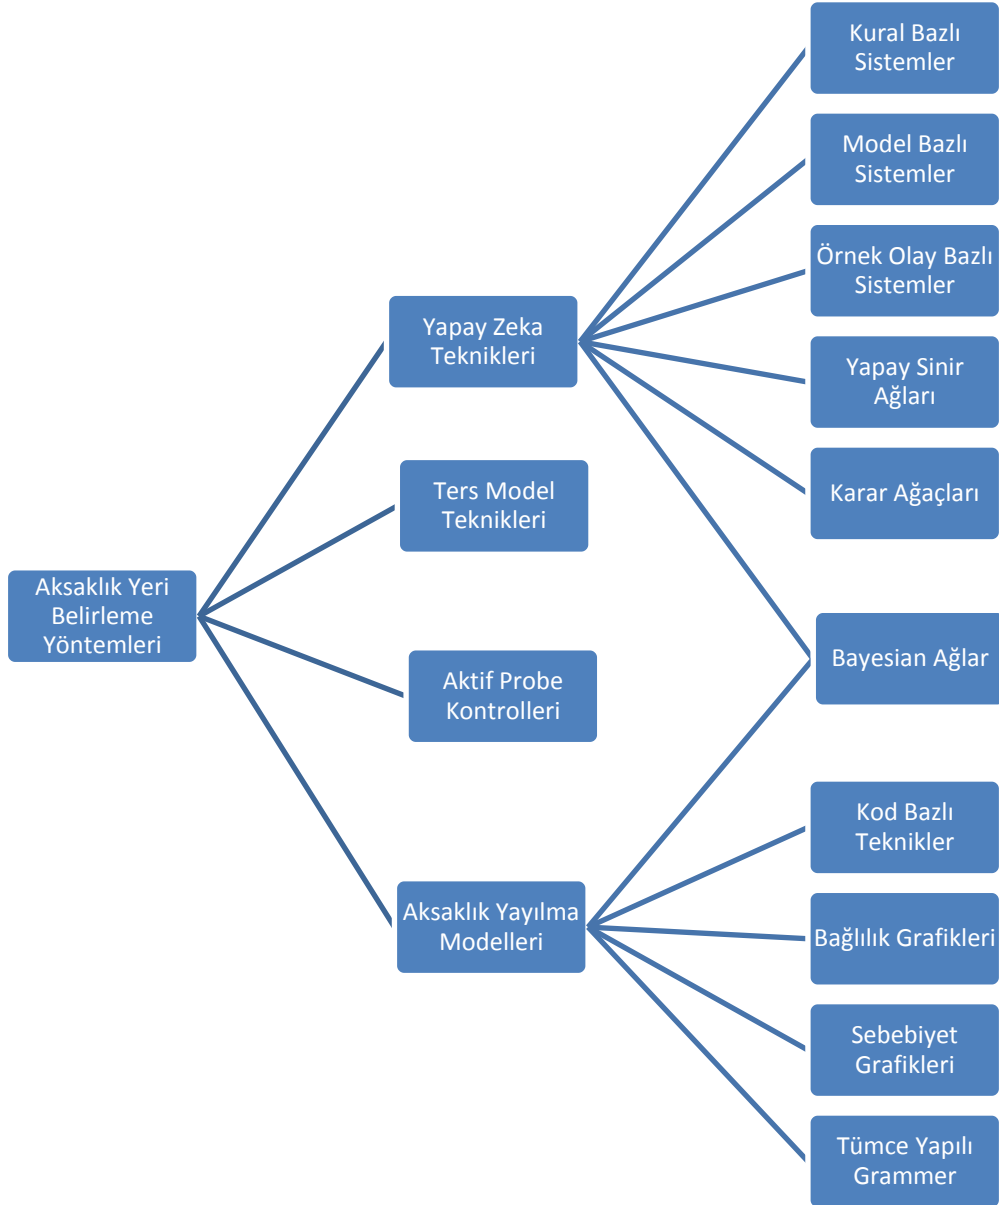 Kural Bazlı
Sistemler
Model Bazlı
Sistemler
Örnek Olay Bazlı
Sistemler
Yapay Zeka
Teknikleri
Yapay Sinir
Ağları
Ters Model
Teknikleri
Karar Ağaçları
Aksaklık Yeri
Belirleme
Yöntemleri
Bayesian Ağlar
Aktif Probe
Kontrolleri
Kod Bazlı
Teknikler
Aksaklık Yayılma
Modelleri
Bağlılık Grafikleri
Sebebiyet
Grafikleri
Tümce Yapılı
Grammer